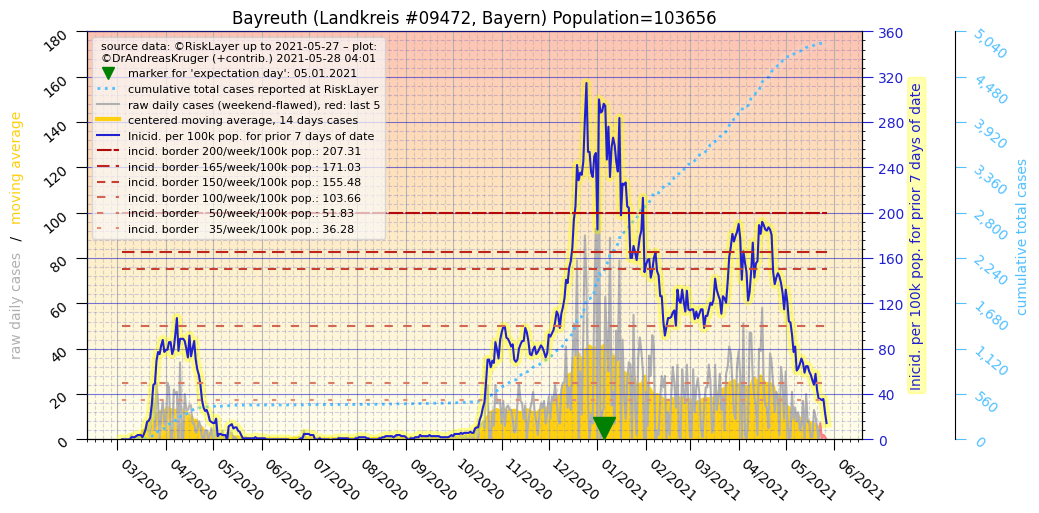 Bayreuth (Landkreis #09472, Bayern) Population=103656
source data: ©RiskLayer up to 2021-05-27 – plot:
©DrAndreasKruger (+contrib.) 2021-05-28 04:01
marker for 'expectation day': 05.01.2021
cumulative total cases reported at RiskLayer
raw daily cases (weekend-flawed), red: last 5
centered moving average, 14 days cases
Inicid. per 100k pop. for prior 7 days of date
incid. border 200/week/100k pop.: 207.31
incid. border 165/week/100k pop.: 171.03
incid. border 150/week/100k pop.: 155.48
incid. border 100/week/100k pop.: 103.66
incid. border   50/week/100k pop.: 51.83
incid. border   35/week/100k pop.: 36.28
raw daily cases   /   moving average
180
160
140
120
100
80
60
40
20
0
360
320
280
240
200
160
120
80
40
0
Inicid. per 100k pop. for prior 7 days of date
5,040
4,480
3,920
3,360
2,800
2,240
1,680
1,120
560
0
cumulative total cases
03/2020
04/2020
05/2020
06/2020
07/2020
08/2020
09/2020
10/2020
11/2020
12/2020
01/2021
02/2021
03/2021
04/2021
05/2021
06/2021